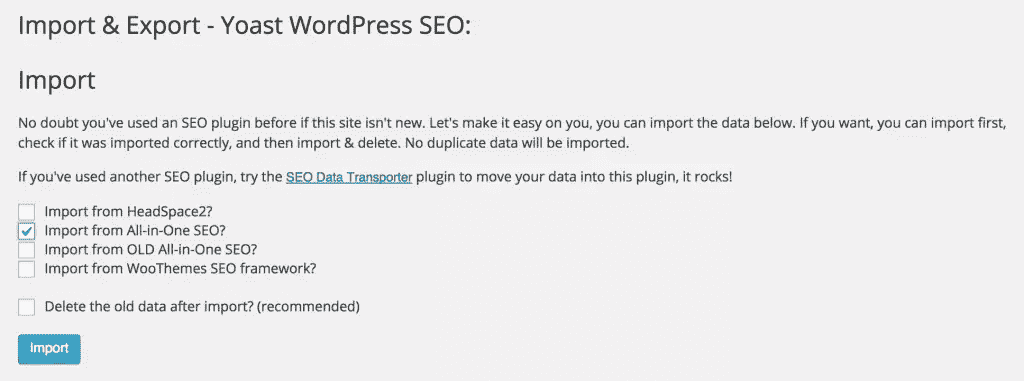 Import & Export - Yoast WordPress SEO:
Import
No doubt you've used an SEO plugin before if this site isn't new. Let's make it easy on you, you can import the data below. If you want, you can import first,
check if it was imported correctly, and then import & delete. No duplicate data will be imported.
If you've used another SEO plugin, try the SEO Data Transporter plugin to move your data into this plugin, it rocks!
Import from HeadSpace2?
Import from All-in-One SEO?
Import from OLD All-in-One SEO?
Import from WooThemes SEO framework?
Delete the old data after import? (recommended)
Import